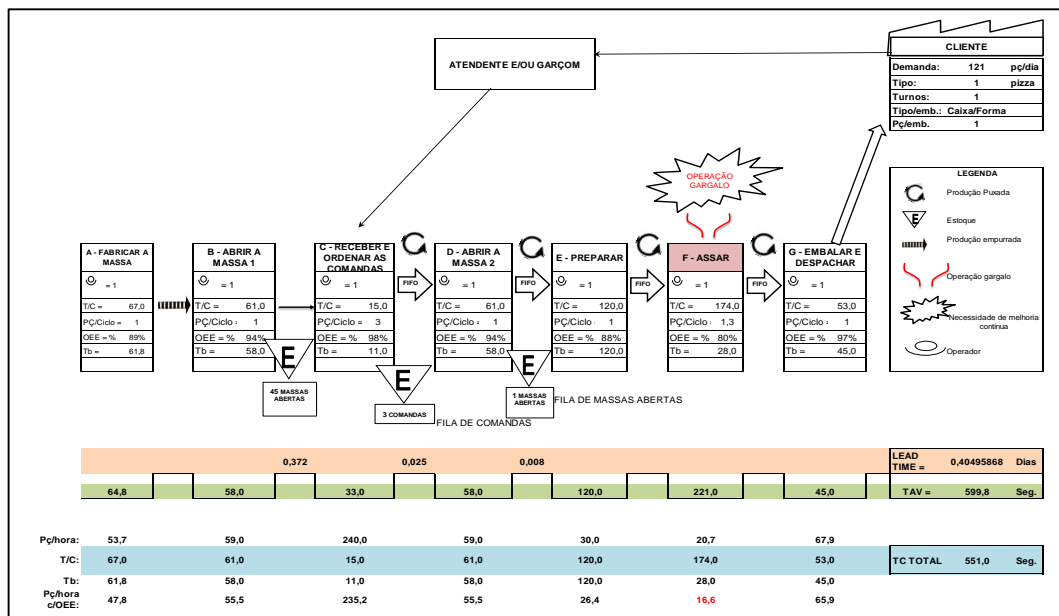 ATENDENTE E/OU GARÇOM
CLIENTE
Demanda: 121 pç/dia
Tipo: 1 pizza
Turnos: 1
Tipo/emb.: Caixa/Forma
Pç/emb. 1
LEGENDA
Produção Puxada
E Estoque
Produção empurrada
Operação gargalo
Necessidade de melhoria
contínua
Operador
OPERAÇÃO
GARGALO
A - FABRICAR A
MASSA
= 1
T/C = 67,0
PÇ/Ciclo = 1
OEE = % 89%
Tb = 61,8
B - ABRIR A
MASSA 1
= 1
T/C = 61,0
PÇ/Ciclo : 1
OEE = % 94%
Tb = 58,0
E
45 MASSAS
ABERTAS
C - RECEBER E
ORDENAR AS
COMANDAS
= 1
T/C = 15,0
PÇ/Ciclo = 3
OEE = % 98%
Tb = 11,0
E
3 COMANDAS
FILA DE COMANDAS
FIFO
D - ABRIR A
MASSA 2
= 1
T/C = 61,0
PÇ/Ciclo : 1
OEE = % 94%
Tb = 58,0
E
1 MASSAS
ABERTAS
FILA DE MASSAS ABERTAS
FIFO
E - PREPARAR
= 1
T/C = 120,0
PÇ/Ciclo 1
OEE = % 88%
Tb = 120,0
FIFO
F - ASSAR
= 1
T/C = 174,0
PÇ/Ciclo : 1,3
OEE = % 80%
Tb = 28,0
FIFO
G - EMBALAR E
DESPACHAR
= 1
T/C = 53,0
PÇ/Ciclo = 1
OEE = % 97%
Tb = 45,0
0,372 0,025 0,008 LEAD TIME = 0,40495868 Dias
64,8 58,0 33,0 58,0 120,0 221,0 45,0 TAV = 599,8 Seg.
Pç/hora: 53,7 59,0 240,0 59,0 30,0 20,7 67,9
T/C: 67,0 61,0 15,0 61,0 120,0 174,0 53,0 TC TOTAL 551,0 Seg.
Tb: 61,8 58,0 11,0 58,0 120,0 28,0 45,0
Pç/hora c/OEE: 47,8 55,5 235,2 55,5 26,4 16,6 65,9